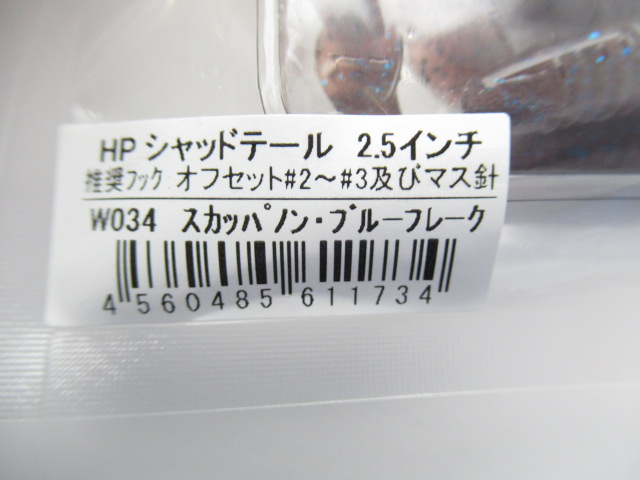 HP シャッドテール 2.5インチ
推奨フック:オフセット#2～#3及びマス針
W034 スカッパノン・ブルーフレーク
4 560485 611734